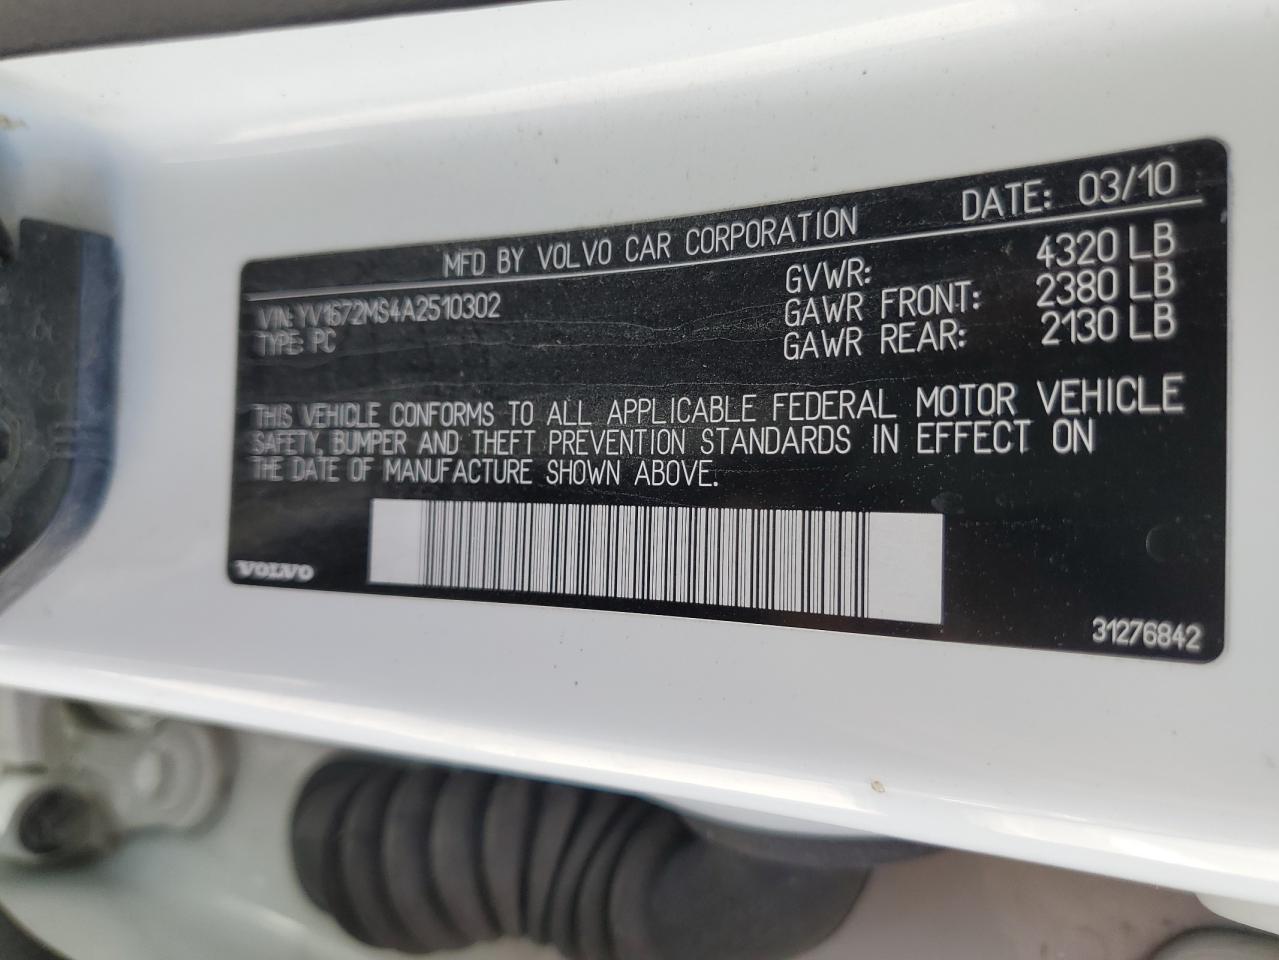 MFD BY VOLVO CAR CORPORATION DATE: 03/10
VIN: YV1672MS4A2510302
TYPE: PC
GVWR: 4320 LB
GAWR FRONT: 2380 LB
GAWR REAR: 2130 LB
THIS VEHICLE CONFORMS TO ALL APPLICABLE FEDERAL MOTOR VEHICLE
SAFETY, BUMPER AND THEFT PREVENTION STANDARDS IN EFFECT ON
THE DATE OF MANUFACTURE SHOWN ABOVE.
VOLVO
31276842